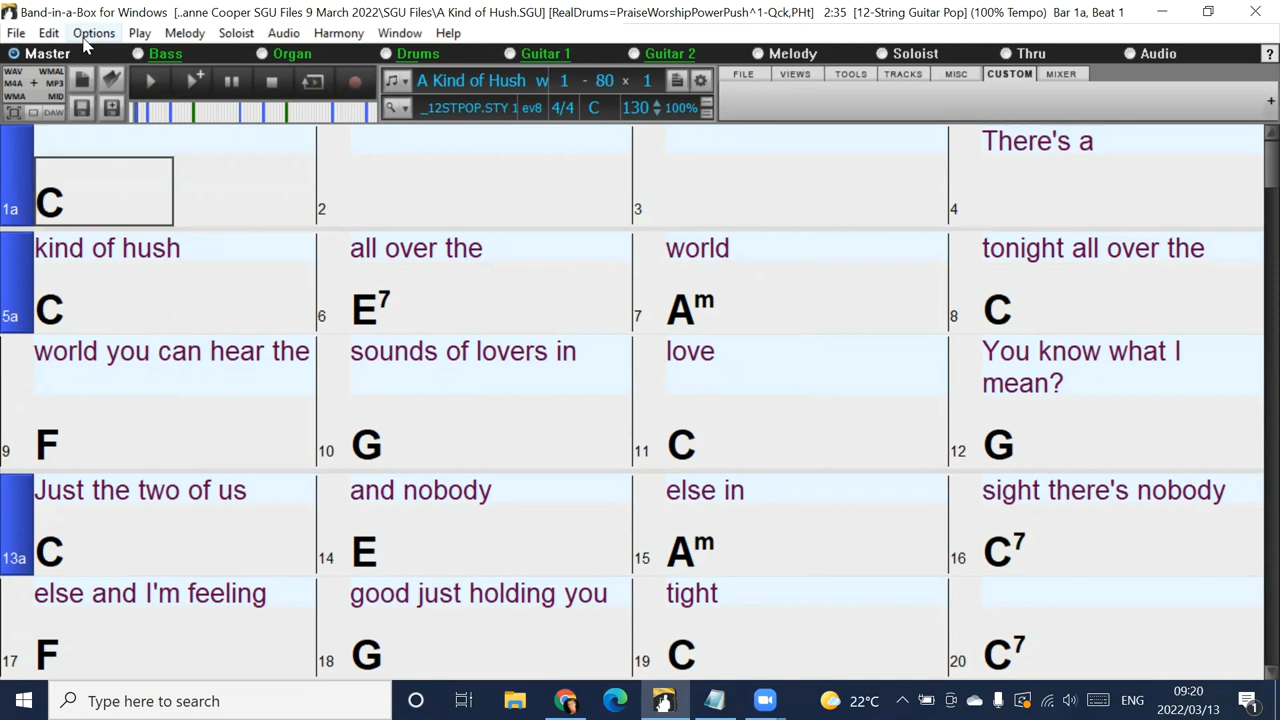 Band-in-a-Box for Windows [..anne Cooper SGU Files 9 March 2022\SGU Files\A Kind of Hush.SGU] [RealDrums=PraiseWorshipPowerPush^1-Qck,PHt] 2:35 [12-String Guitar Pop] (100% Tempo) Bar 1a, Beat 1
File Edit Options Play Melody Soloist Audio Harmony Window Help
Master Bass Organ Drums Guitar 1 Guitar 2 Melody Soloist Thru Audio ?
WAV WMAL
M4A + MP3
WMA MID
DAW
A Kind of Hush w 1 - 80 x 1
_12STPOP.STY 1 ev8 4/4 C 130 100%
FILE VIEWS TOOLS TRACKS MISC CUSTOM MIXER
+
There's a
C
1a 2 3 4
kind of hush all over the world tonight all over the
C E7 Am C
5a 6 7 8
world you can hear the sounds of lovers in love You know what I
mean?
F G C G
9 10 11 12
Just the two of us and nobody else in sight there's nobody
C E Am C7
13a 14 15 16
else and I'm feeling good just holding you tight
F G C C7
17 18 19 20
Type here to search
22°C
ENG
09:20
2022/03/13
1